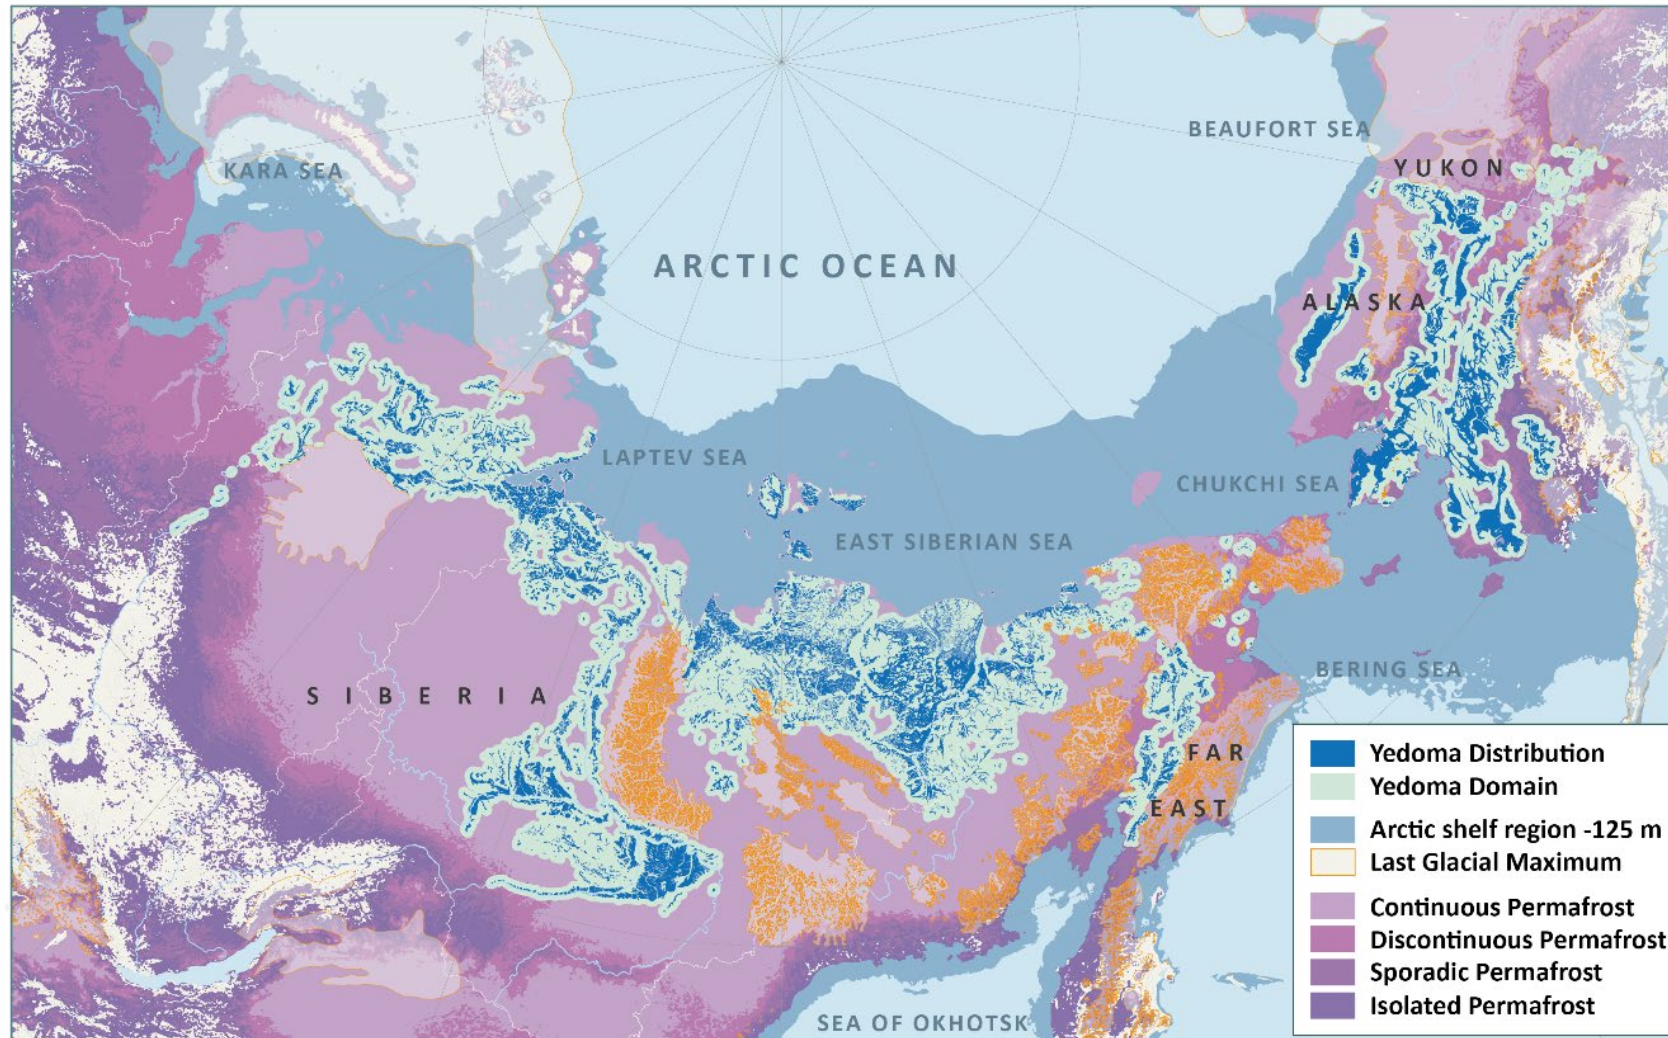 BEAUFORT SEA
YUKON
KARA SEA
ARCTIC OCEAN
ALASKA
LAPTEV SEA
CHUKCHI SEA
EAST SIBERIAN SEA
BERING SEA
SIBERIA
FAR
EAST
SEA OF OKHOTSK
Yedoma Distribution
Yedoma Domain
Arctic shelf region -125 m
Last Glacial Maximum
Continuous Permafrost
Discontinuous Permafrost
Sporadic Permafrost
Isolated Permafrost